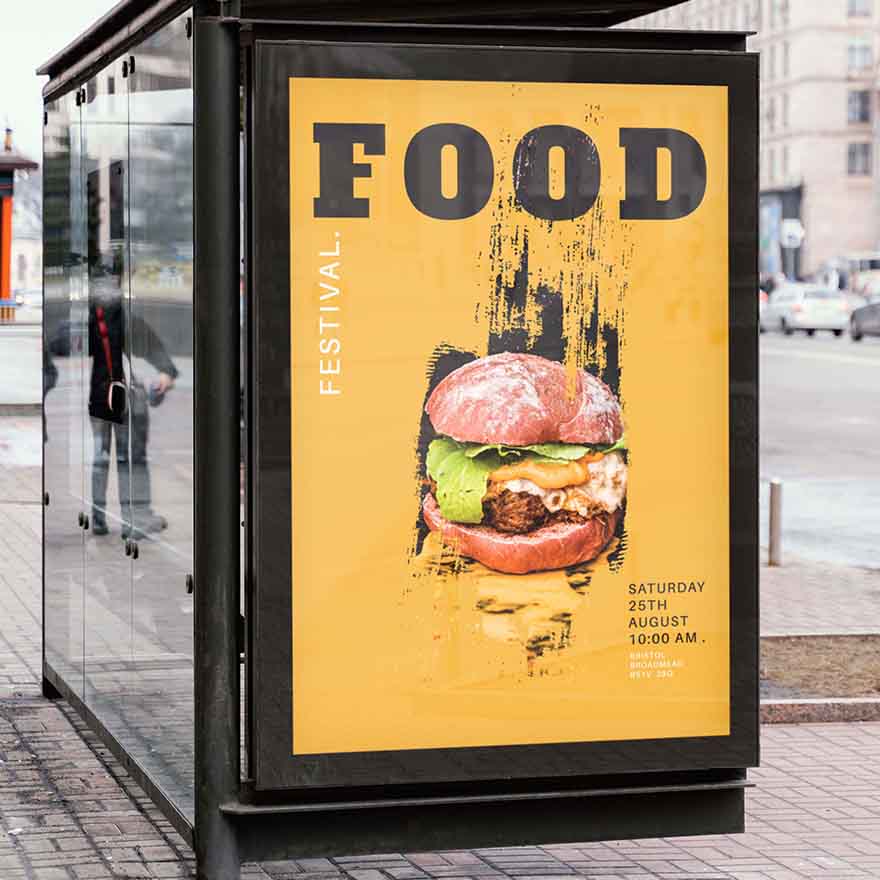 FOOD
FESTIVAL.
SATURDAY
25TH
AUGUST
10:00 AM .
BRISTOL
BROADMEAD